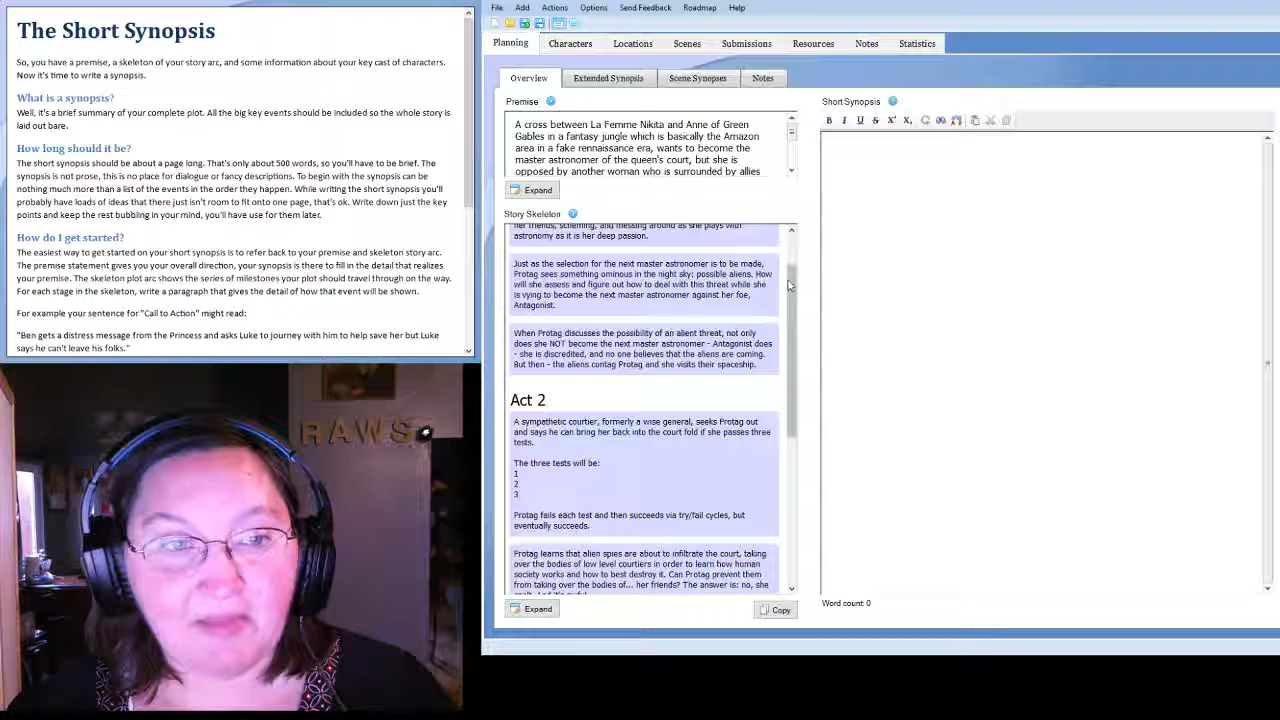 The Short Synopsis
So, you have a premise, a skeleton of your story arc, and some information about your key cast of characters.
Now it's time to write a synopsis.
What is a synopsis?
Well, it's a brief summary of your complete plot. All the big key events should be included so the whole story is
laid out bare.
How long should it be?
The short synopsis should be about a page long. That's only about 500 words, so you'll have to be brief. The
synopsis is not prose, this is no place for dialogue or fancy descriptions. To begin with the synopsis can be
nothing much more than a list of the events in the order they happen. While writing the short synopsis you'll
probably have loads of ideas that there just isn't room to fit onto one page, that's ok. Write down just the key
points and keep the rest bubbling in your mind, you'll have use for them later.
How do I get started?
The easiest way to get started on your short synopsis is to refer back to your premise and skeleton story arc.
The premise statement gives you your overall direction, your synopsis is there to fill in the detail that realizes
your premise. The skeleton plot arc shows the series of milestones your plot should travel through on the way.
For each stage in the skeleton, write a paragraph that gives the detail of how that event will be shown.
For example your sentence for "Call to Action" might read:
"Ben gets a distress message from the Princess and asks Luke to journey with him to help save her but Luke
says he can't leave his folks."
RAWS
File Add Actions Options Send Feedback Roadmap Help
Planning Characters Locations Scenes Submissions Resources Notes Statistics
Overview Extended Synopsis Scene Synopses Notes
Premise
A cross between La Femme Nikita and Anne of Green
Gables in a fantasy jungle which is basically the Amazon
area in a fake rennaissance era, wants to become the
master astronomer of the queen's court, but she is
opposed by another woman who is surrounded by allies
Expand
Story Skeleton
her friends, scheming, and messing around as she plays with
astronomy as it is her deep passion.
Just as the selection for the next master astronomer is to be made,
Protag sees something ominous in the night sky: possible aliens. How
will she assess and figure out how to deal with this threat while she
is vying to become the next master astronomer against her foe,
Antagonist.
When Protag discusses the possibility of an alient threat, not only
does she NOT become the next master astronomer - Antagonist does
- she is discredited, and no one believes that the aliens are coming.
But then - the aliens contag Protag and she visits their spaceship.
Act 2
A sympathetic courtier, formerly a wise general, seeks Protag out
and says he can bring her back into the court fold if she passes three
tests.
The three tests will be:
1
2
3
Protag fails each test and then succeeds via try/fail cycles, but
eventually succeeds.
Protag learns that alien spies are about to infiltrate the court, taking
over the bodies of low level courtiers in order to learn how human
society works and how to best destroy it. Can Protag prevent them
from taking over the bodies of... her friends? The answer is: no, she
can't. And it's awful.
Expand
Copy
Short Synopsis
B I U S X' X,
Word count: 0